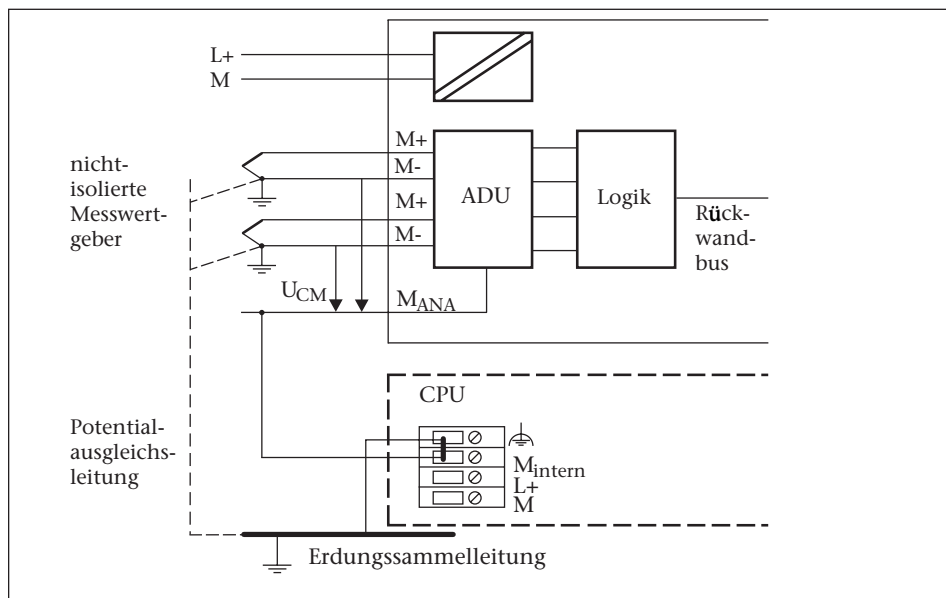 L+
M
nicht-
isolierte
Messwert-
geber
M+
M-
M+
M-
ADU
Logik
Rück-
wand-
bus
UCM
MANA
CPU
Potential-
ausgleichs-
leitung
Mintern
L+
M
Erdungssammelleitung